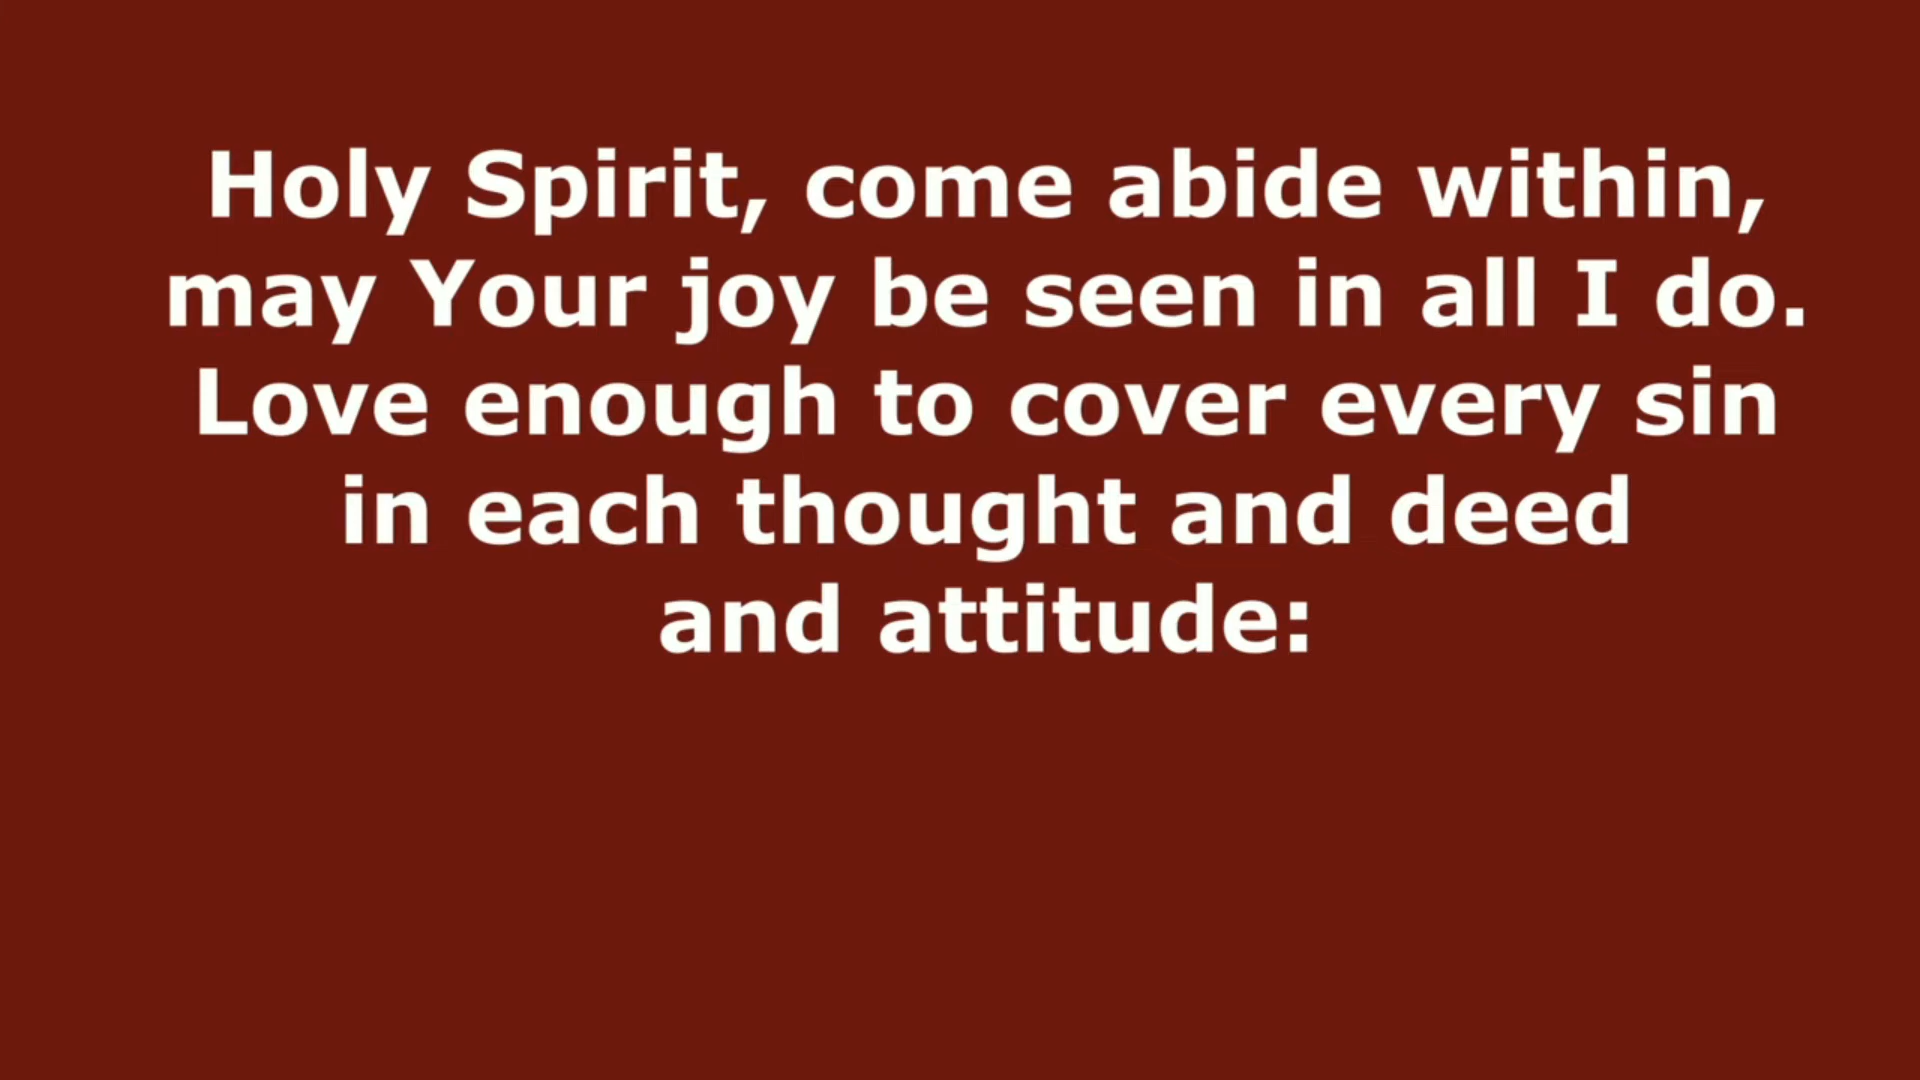 Holy Spirit, come abide within,
may Your joy be seen in all I do.
Love enough to cover every sin
in each thought and deed
and attitude: